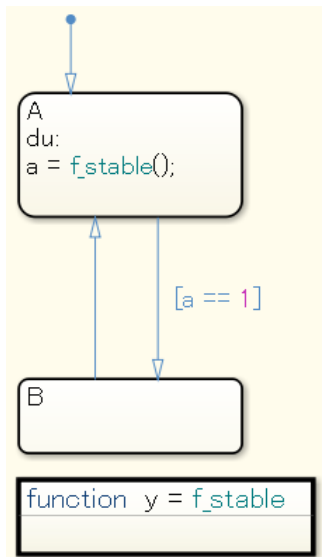 A
du:
a = f_stable();
[a == 1]
B
function y = f_stable